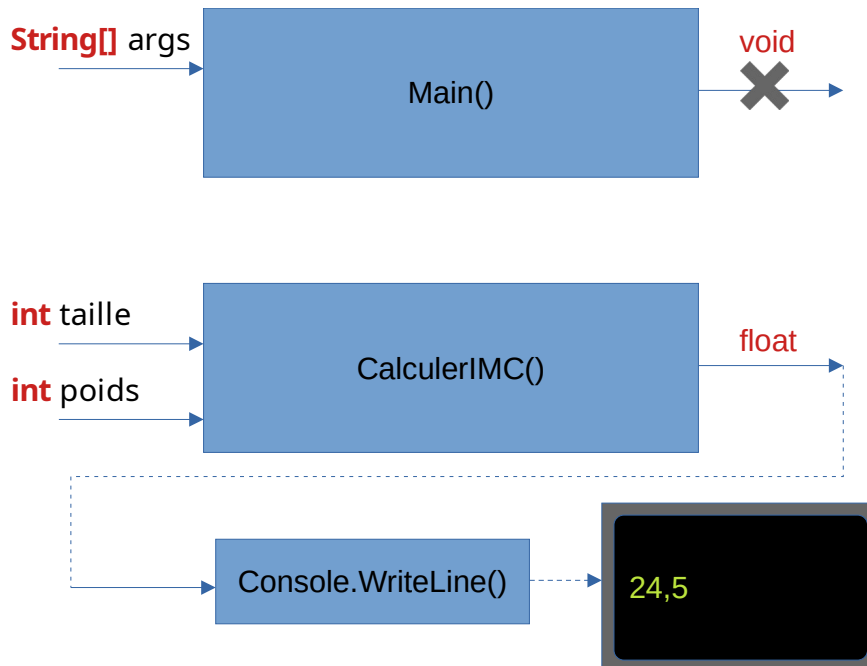 String[] args
void
Main()
int taille
float
CalculerIMC()
int poids
Console.WriteLine()
24,5